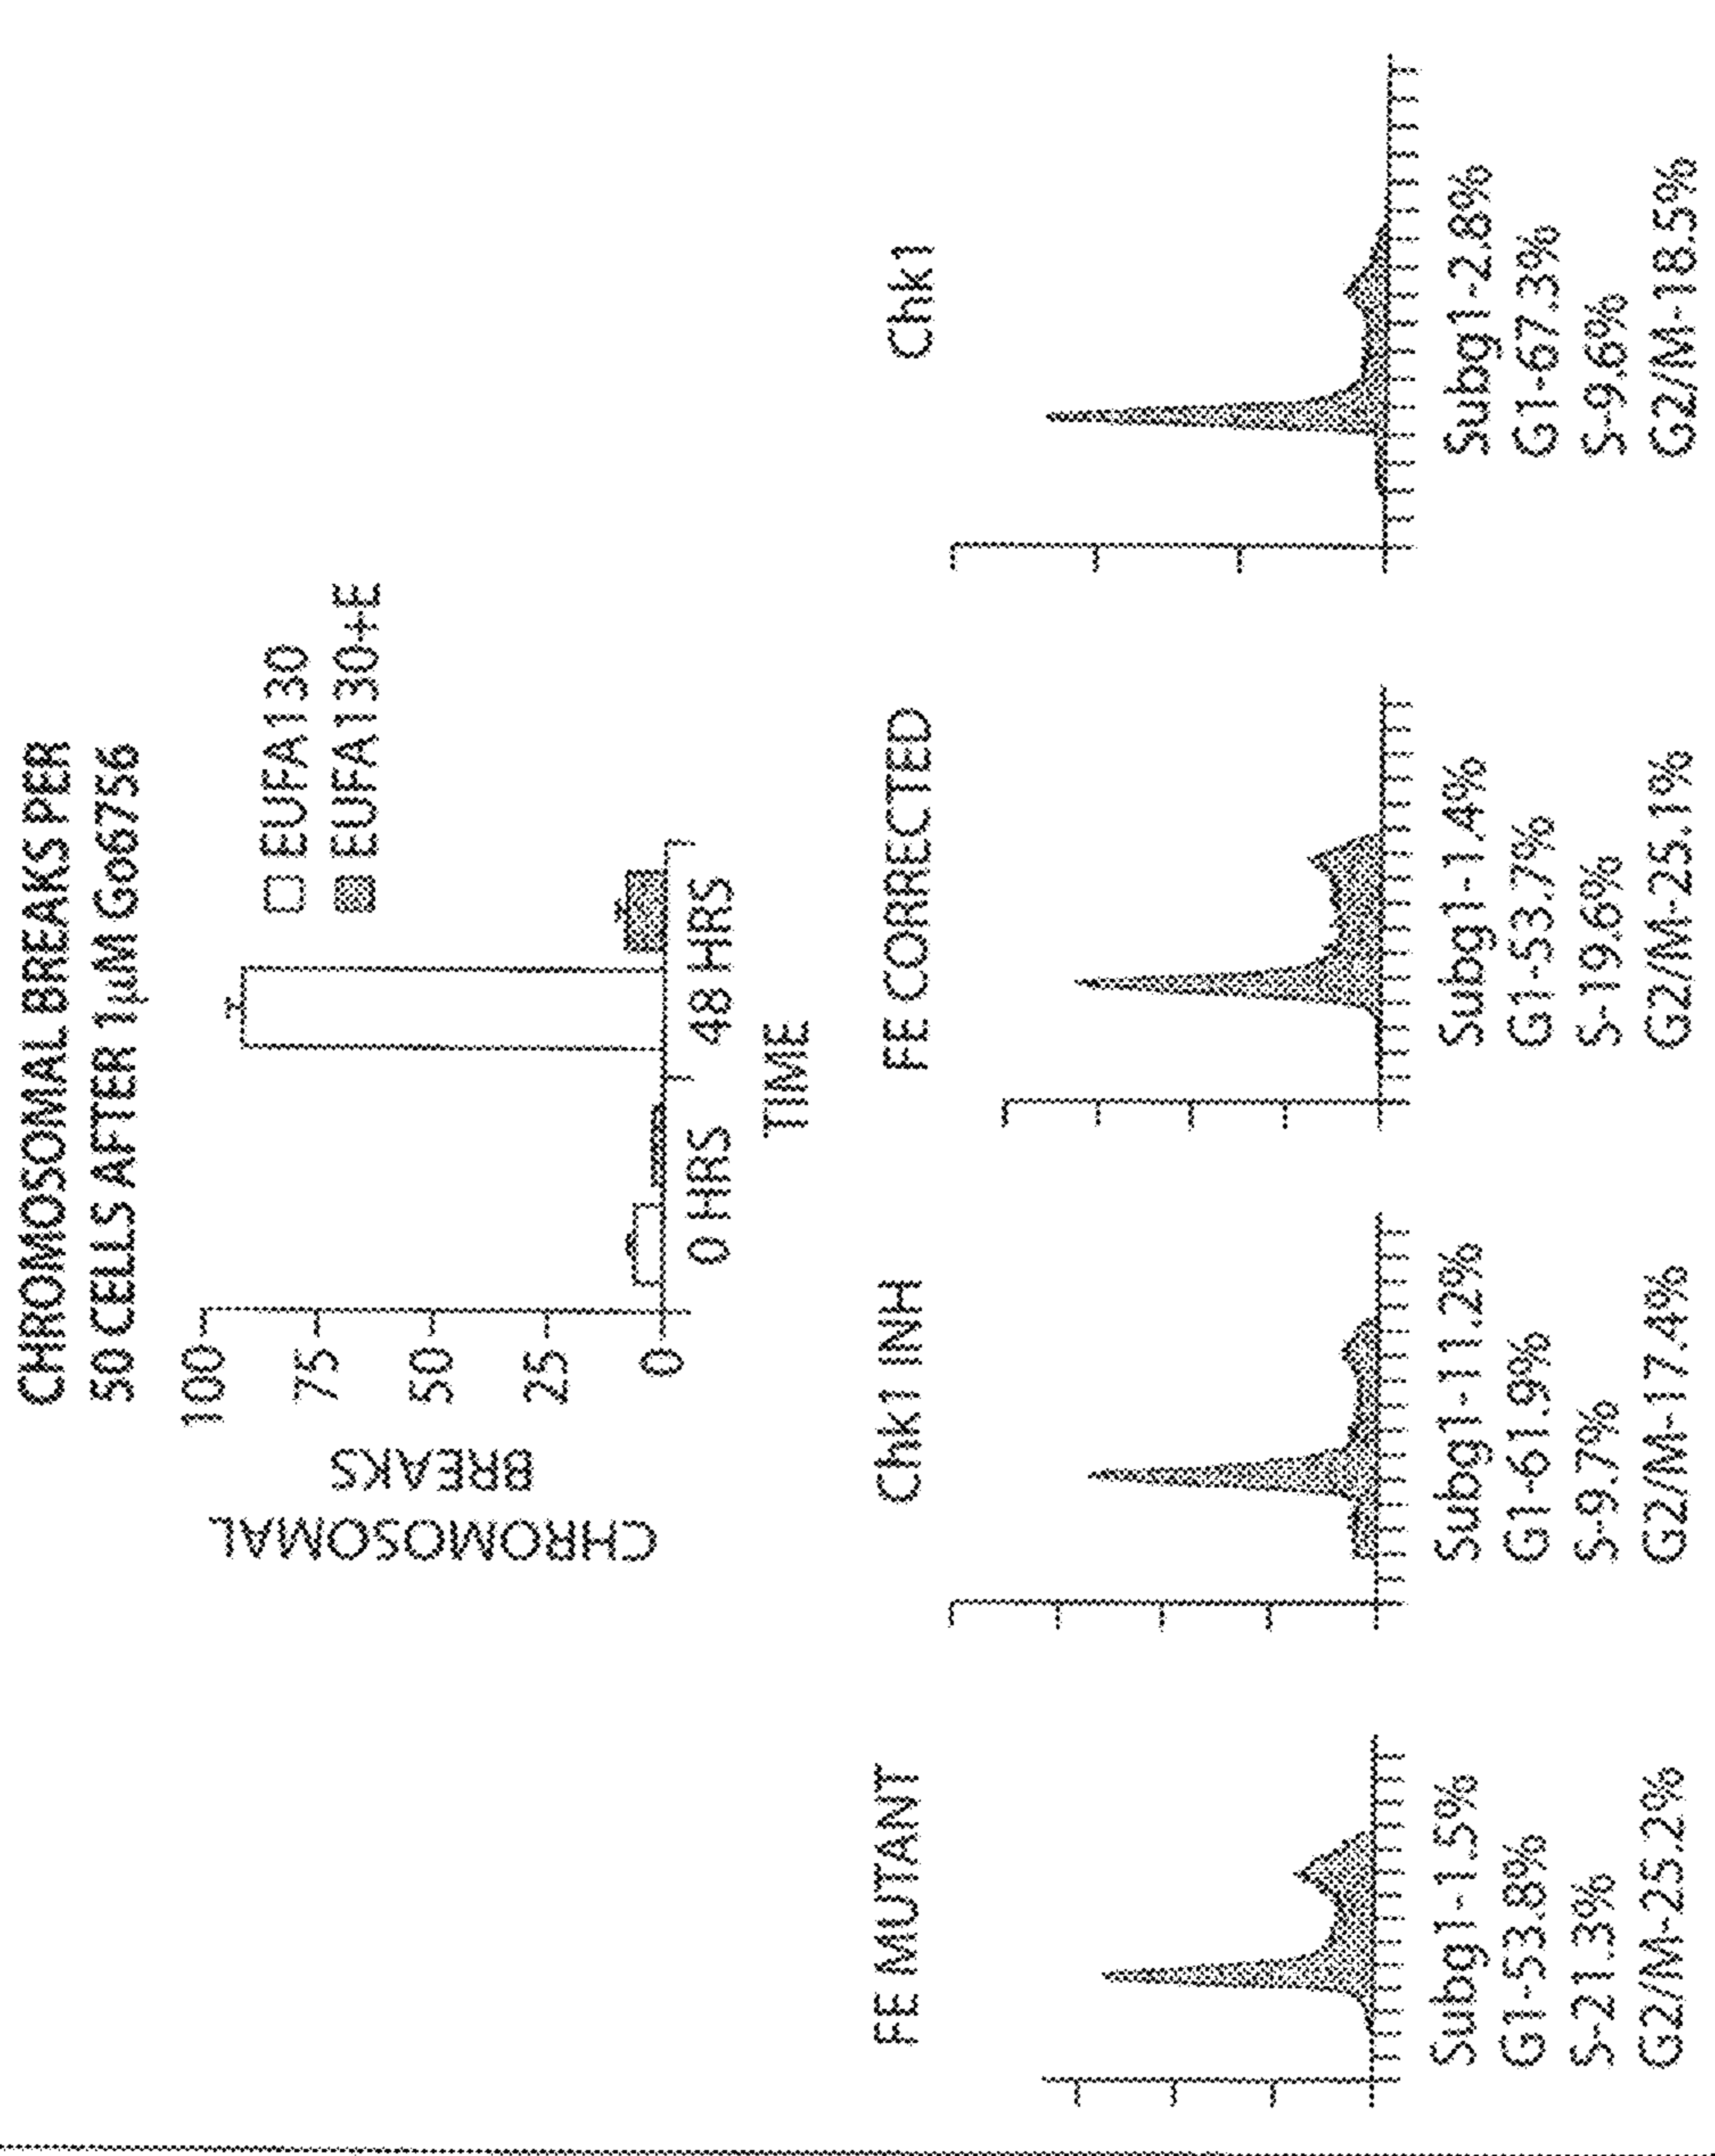 CHROMOSOMAL BREAKS PER
50 CELLS AFTER 1µM Go6756
CHROMOSOMAL
BREAKS
100
75
50
25
0
EUFA130
EUFA130+E
0 HRS
48 HRS
TIME
FE MUTANT
Subg1-1.5%
G1-53.8%
S-21.3%
G2/M-25.2%
Chk1 INH
Subg1-11.2%
G1-61.9%
S-9.7%
G2/M-17.4%
FE CORRECTED
Subg1-1.4%
G1-53.7%
S-19.6%
G2/M-25.1%
Chk1
Subg1-2.8%
G1-67.3%
S-9.6%
G2/M-18.5%